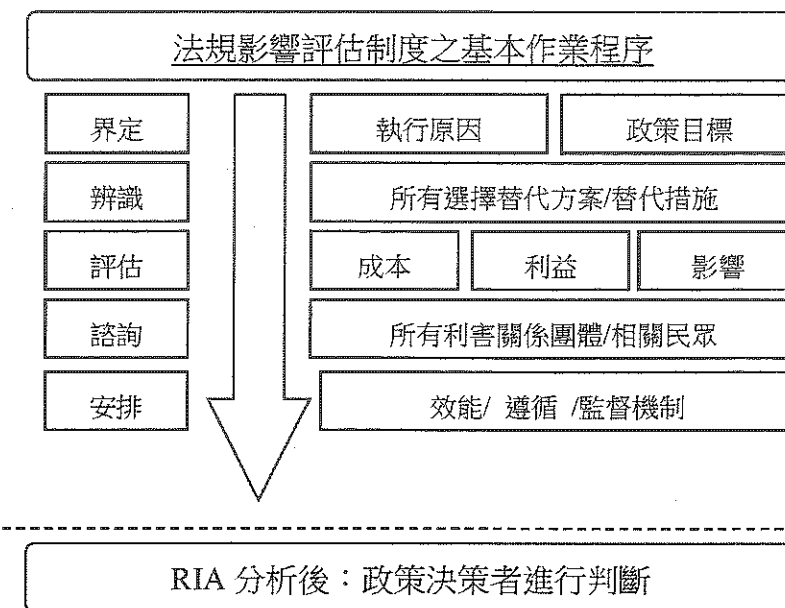 法規影響評估制度之基本作業程序
界定 執行原因 政策目標
辨識 所有選擇替代方案/替代措施
評估 成本 利益 影響
諮詢 所有利害關係團體/相關民眾
安排 效能/ 遵循 /監督機制
RIA 分析後：政策決策者進行判斷